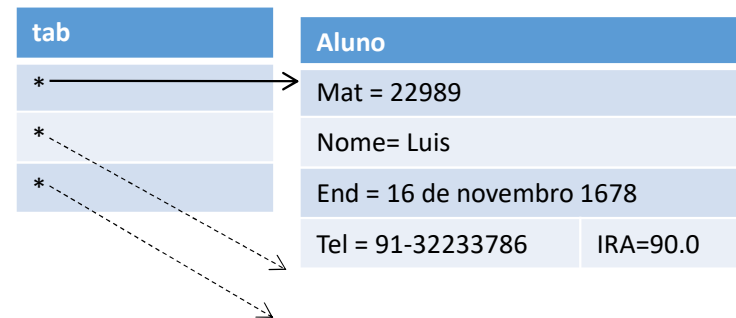 tab
*
*
*
Aluno
Mat = 22989
Nome= Luis
End = 16 de novembro 1678
Tel = 91-32233786 IRA=90.0